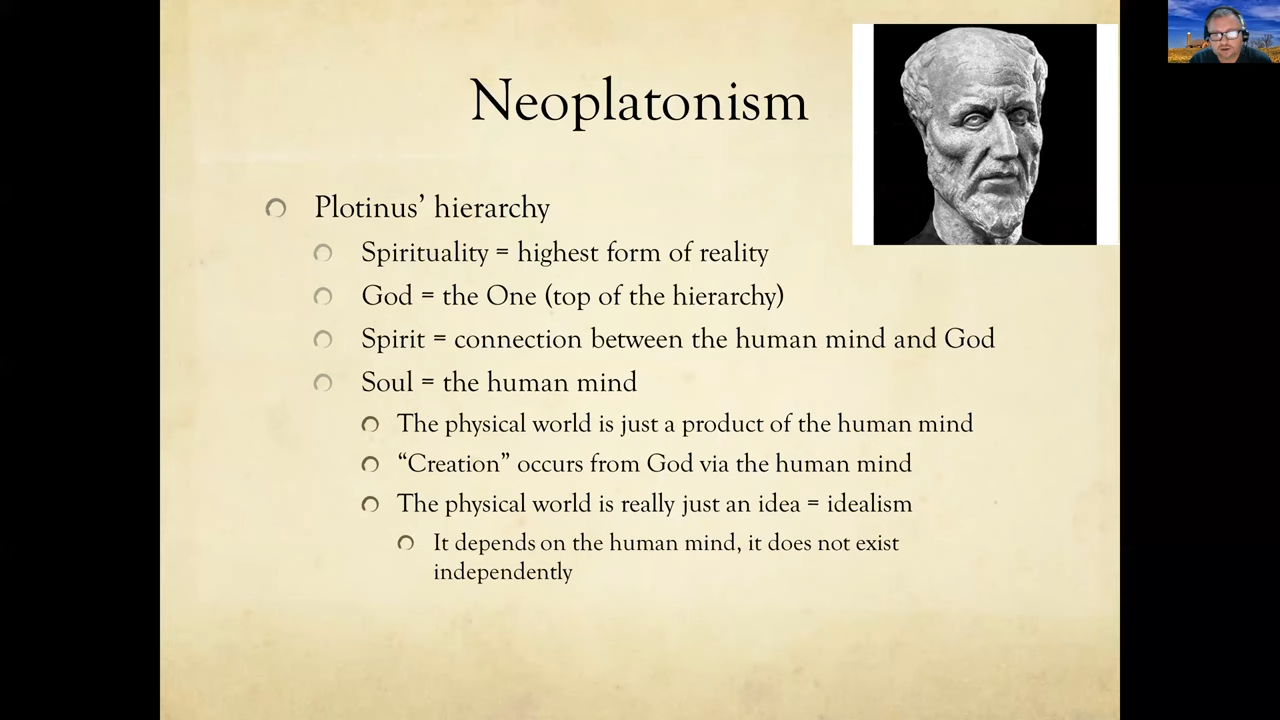 Neoplatonism
Plotinus’ hierarchy
Spirituality = highest form of reality
God = the One (top of the hierarchy)
Spirit = connection between the human mind and God
Soul = the human mind
The physical world is just a product of the human mind
“Creation” occurs from God via the human mind
The physical world is really just an idea = idealism
It depends on the human mind, it does not exist
independently